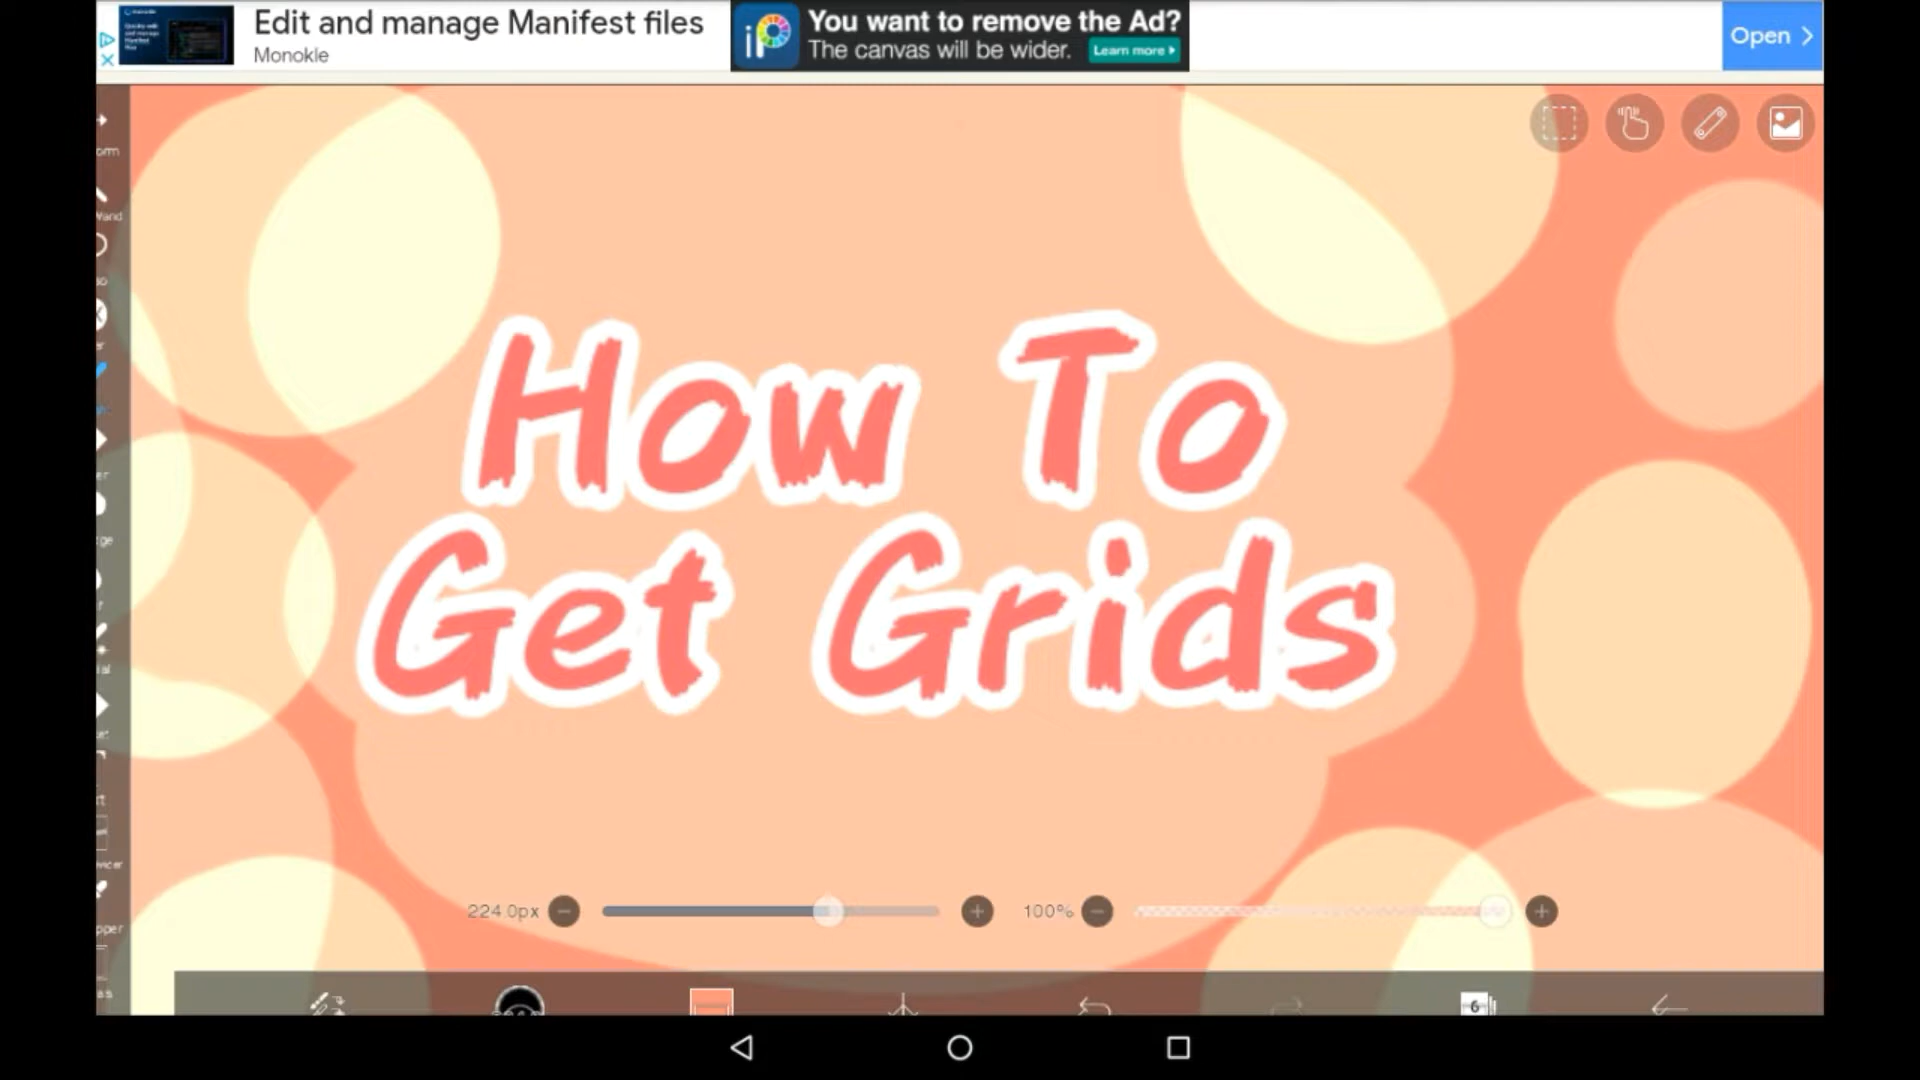 Edit and manage Manifest files
Monokle
You want to remove the Ad?
The canvas will be wider.
Learn more
Open
How To
Get Grids
224.0px
100%
6